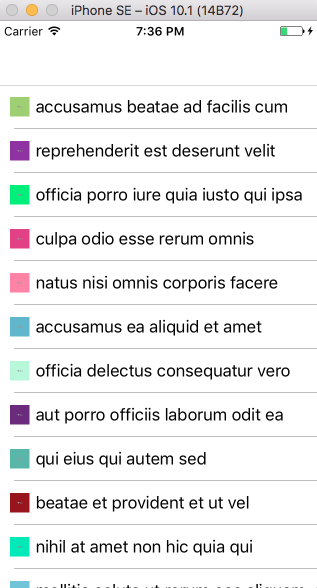 iPhone SE – iOS 10.1 (14B72)
Carrier 7:36 PM
accusamus beatae ad facilis cum
reprehenderit est deserunt velit
officia porro iure quia iusto qui ipsa
culpa odio esse rerum omnis
natus nisi omnis corporis facere
accusamus ea aliquid et amet
officia delectus consequatur vero
aut porro officiis laborum odit ea
qui eius qui autem sed
beatae et provident et ut vel
nihil at amet non hic quia qui